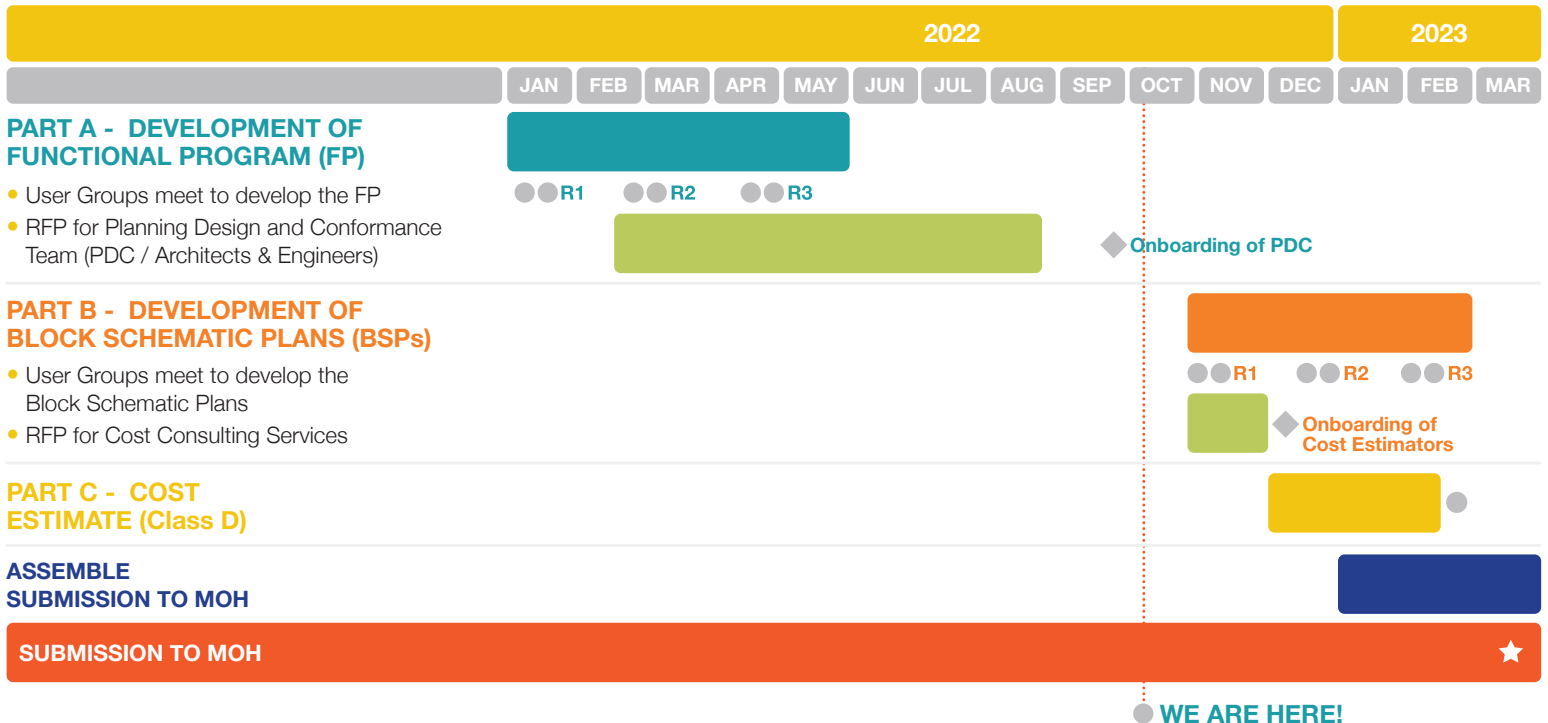 2022 2023
JAN FEB MAR APR MAY JUN JUL AUG SEP OCT NOV DEC JAN FEB MAR
PART A - DEVELOPMENT OF
FUNCTIONAL PROGRAM (FP)
• User Groups meet to develop the FP
R1 R2 R3
• RFP for Planning Design and Conformance
Team (PDC / Architects & Engineers)
Onboarding of PDC
PART B - DEVELOPMENT OF
BLOCK SCHEMATIC PLANS (BSPs)
• User Groups meet to develop the
Block Schematic Plans
R1 R2 R3
• RFP for Cost Consulting Services
Onboarding of
Cost Estimators
PART C - COST
ESTIMATE (Class D)
ASSEMBLE
SUBMISSION TO MOH
SUBMISSION TO MOH
WE ARE HERE!